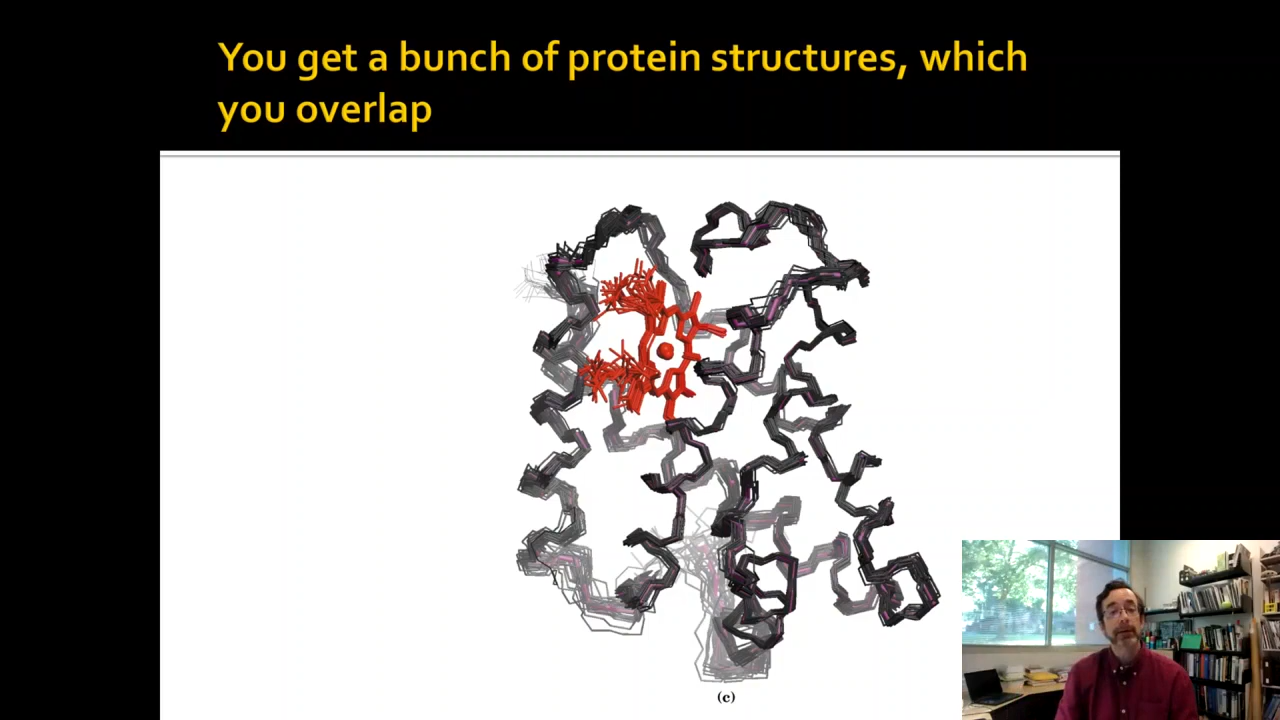 You get a bunch of protein structures, which
you overlap
(c)